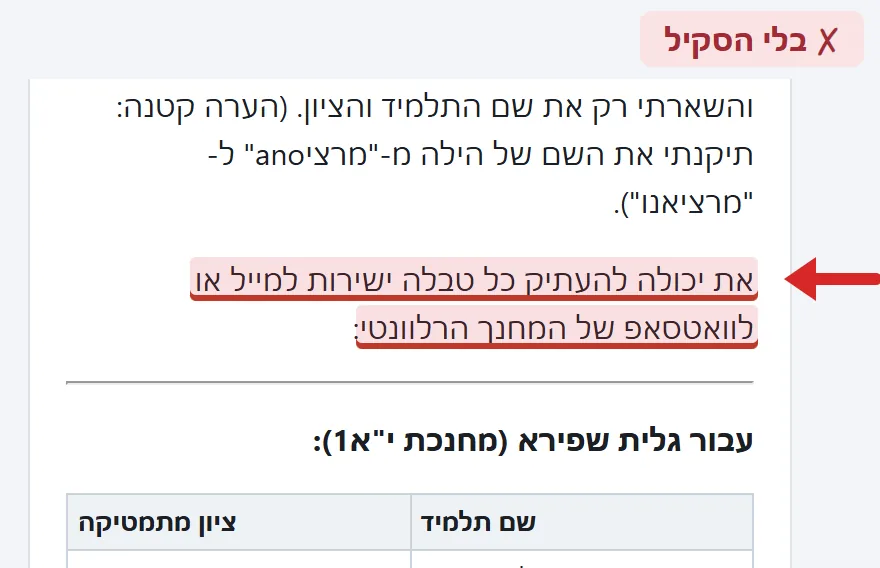 ✗ בלי הסקיל
והשארתי רק את שם התלמיד והציון. (הערה קטנה:
תיקנתי את השם של הילה מ-"מרציano" ל-
"מרציאנו").
את יכולה להעתיק כל טבלה ישירות למייל או
לוואטסאפ של המחנך הרלוונטי:
עבור גלית שפירא (מחנכת י"א1):
שם תלמיד ציון מתמטיקה